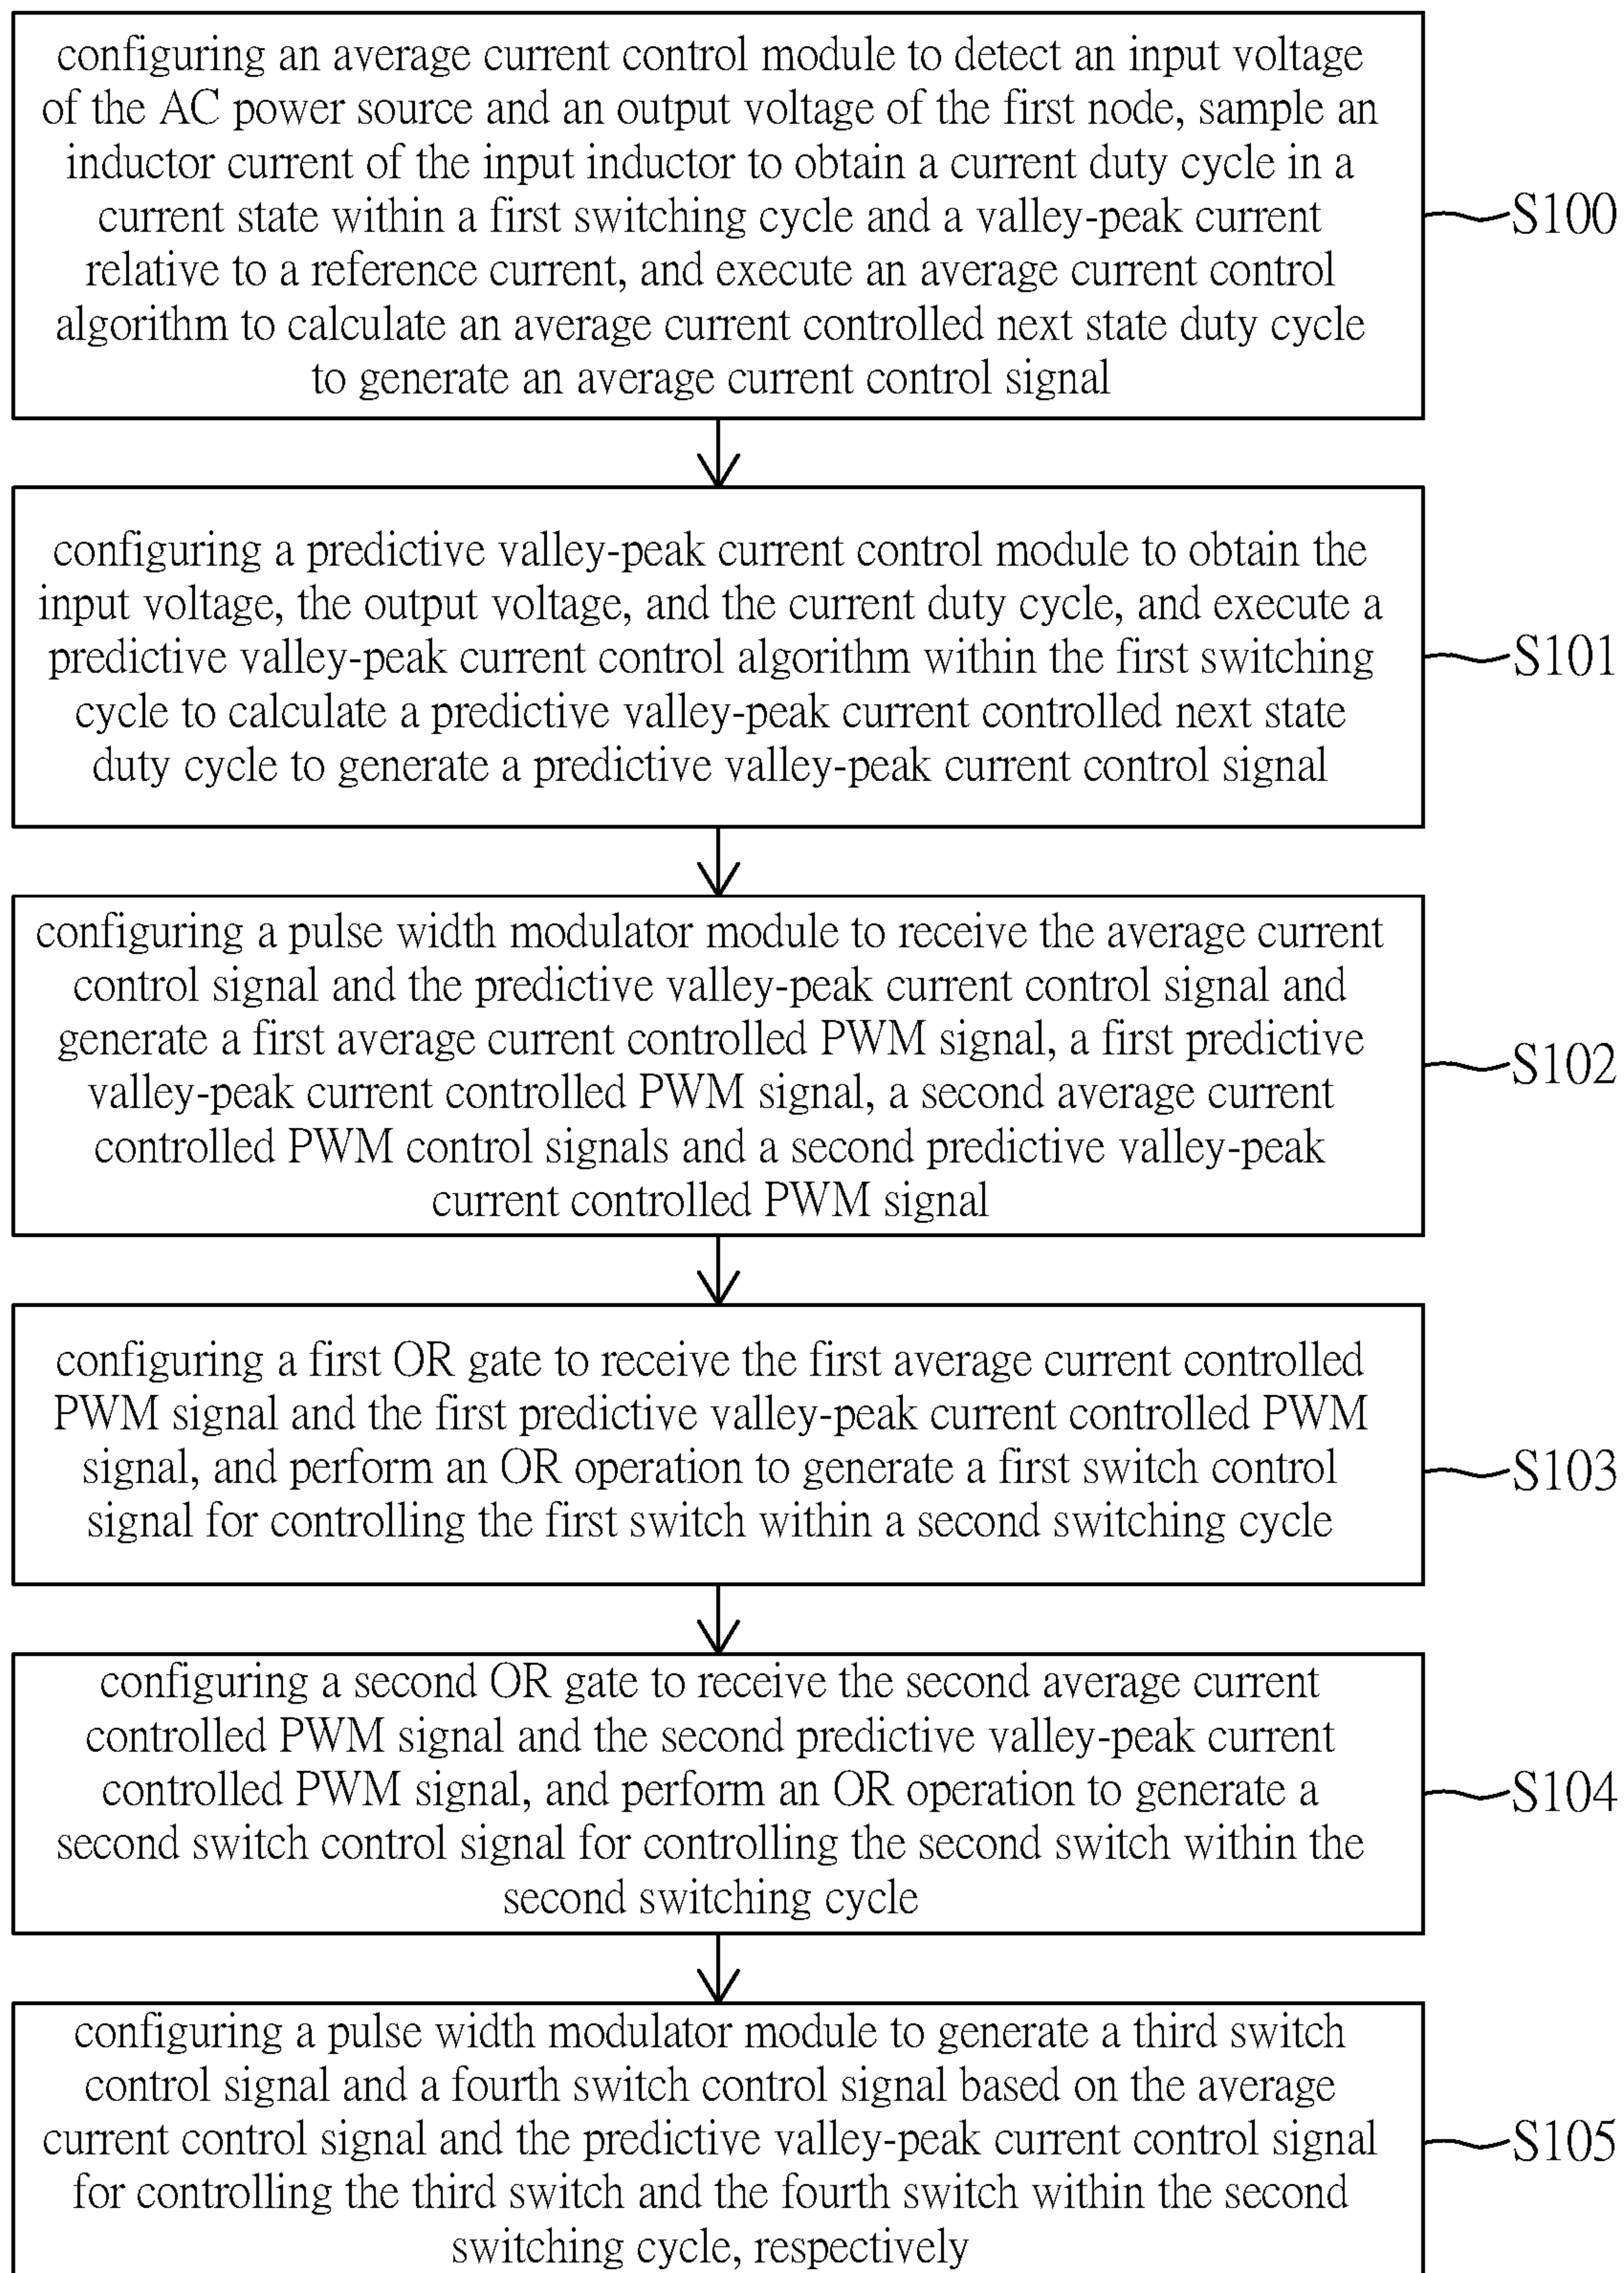 configuring an average current control module to detect an input voltage
of the AC power source and an output voltage of the first node, sample an
inductor current of the input inductor to obtain a current duty cycle in a
current state within a first switching cycle and a valley-peak current
relative to a reference current, and execute an average current control
algorithm to calculate an average current controlled next state duty cycle
to generate an average current control signal
S100
configuring a predictive valley-peak current control module to obtain the
input voltage, the output voltage, and the current duty cycle, and execute a
predictive valley-peak current control algorithm within the first switching
cycle to calculate a predictive valley-peak current controlled next state
duty cycle to generate a predictive valley-peak current control signal
S101
configuring a pulse width modulator module to receive the average current
control signal and the predictive valley-peak current control signal and
generate a first average current controlled PWM signal, a first predictive
valley-peak current controlled PWM signal, a second average current
controlled PWM control signals and a second predictive valley-peak
current controlled PWM signal
S102
configuring a first OR gate to receive the first average current controlled
PWM signal and the first predictive valley-peak current controlled PWM
signal, and perform an OR operation to generate a first switch control
signal for controlling the first switch within a second switching cycle
S103
configuring a second OR gate to receive the second average current
controlled PWM signal and the second predictive valley-peak current
controlled PWM signal, and perform an OR operation to generate a
second switch control signal for controlling the second switch within the
second switching cycle
S104
configuring a pulse width modulator module to generate a third switch
control signal and a fourth switch control signal based on the average
current control signal and the predictive valley-peak current control signal
for controlling the third switch and the fourth switch within the second
switching cycle, respectively
S105